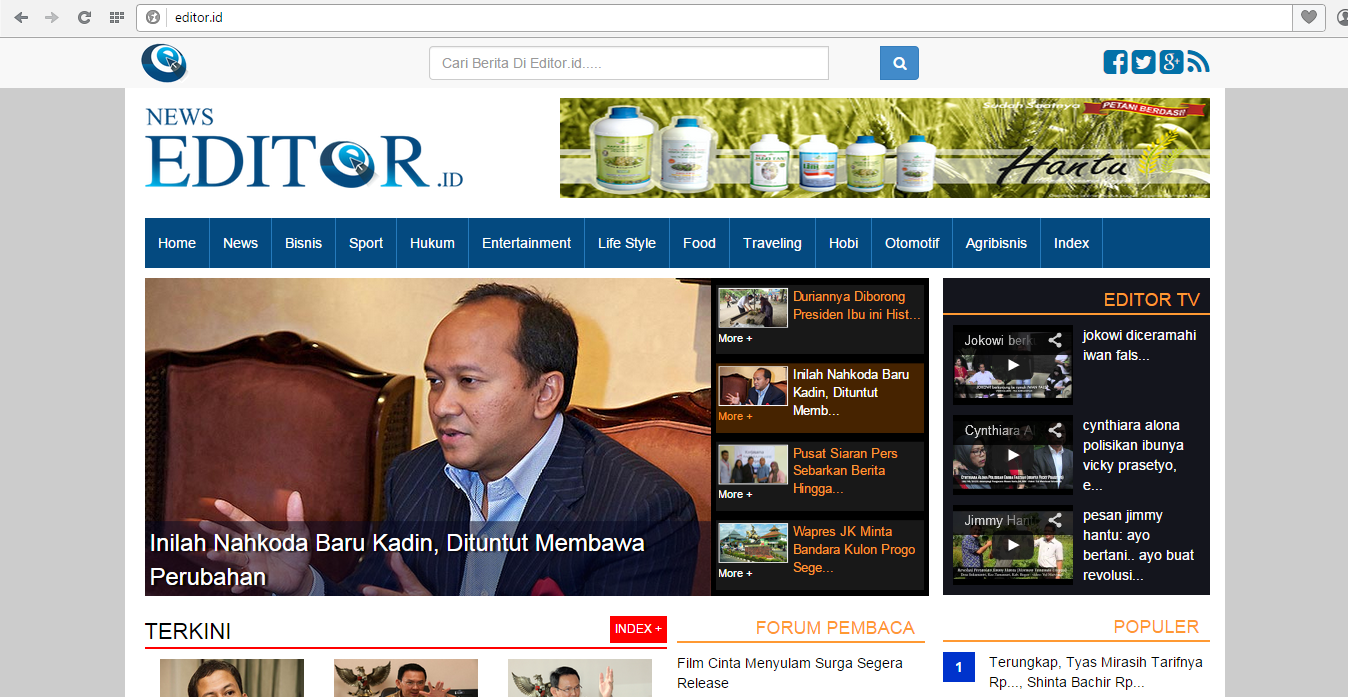 editor.id
Cari Berita Di Editor.id.....
NEWS
EDITOR.ID
Sudah Saatnya
PETANI BERDASI!
Hantu
Home
News
Bisnis
Sport
Hukum
Entertainment
Life Style
Food
Traveling
Hobi
Otomotif
Agribisnis
Index
Inilah Nahkoda Baru Kadin, Dituntut Membawa
Perubahan
Duriannya Diborong
Presiden Ibu ini Hist...
More +
Inilah Nahkoda Baru
Kadin, Dituntut
Memb...
More +
Pusat Siaran Pers
Sebarkan Berita
Hingga...
More +
Wapres JK Minta
Bandara Kulon Progo
Sege...
More +
EDITOR TV
Jokowi
jokowi diceramahi
iwan fals...
Cynthiara
cynthiara alona
polisikan ibunya
vicky prasetyo,
e...
Jimmy
pesan jimmy
hantu: ayo
bertani.. ayo buat
revolusi...
TERKINI
INDEX +
FORUM PEMBACA
Film Cinta Menyulam Surga Segera
Release
POPULER
1
Terungkap, Tyas Mirasih Tarifnya
Rp..., Shinta Bachir Rp...